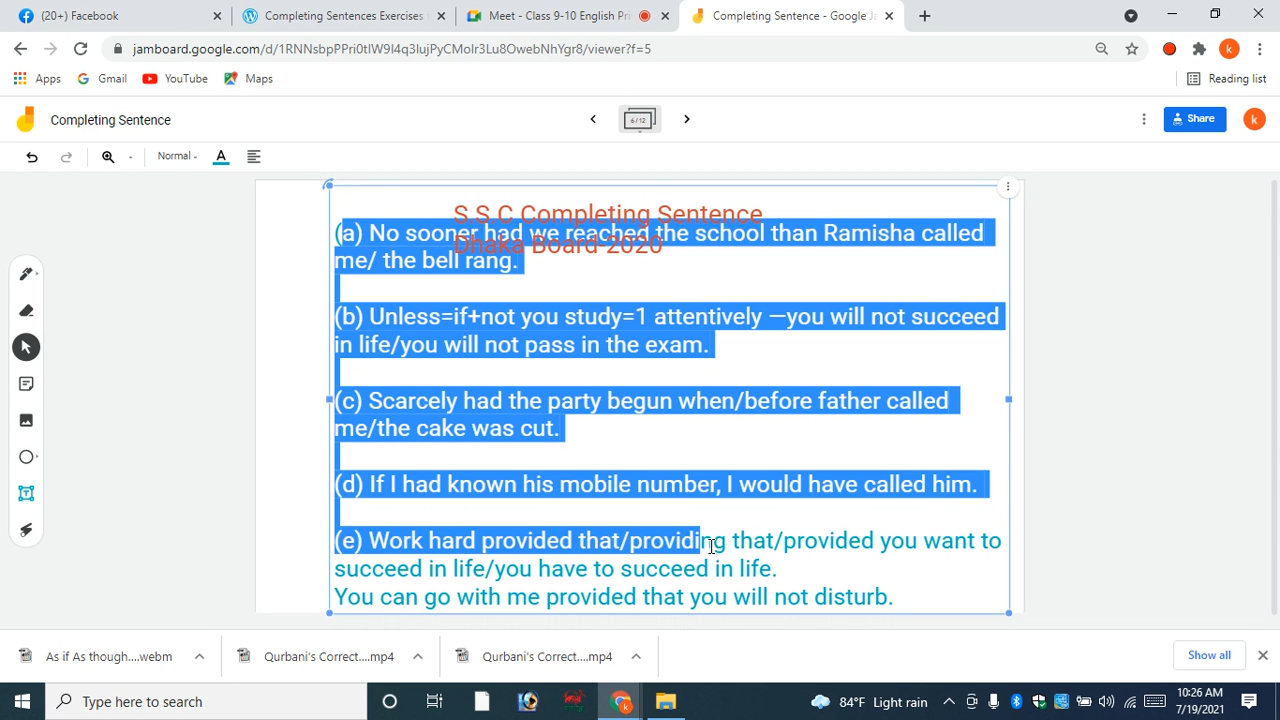 (20+) Facebook
Completing Sentences Exercises
Meet - Class 9-10 English Pri
Completing Sentence - Google Ja
jamboard.google.com/d/1RNNsbpPPri0tlW9l4q3lujPyCMolr3Lu8OwebNhYgr8/viewer?f=5
Apps
Gmail
YouTube
Maps
Reading list
Completing Sentence
6 / 12
Share
k
Normal
S.S.C Completing Sentence
Dhaka Board-2020
(a) No sooner had we reached the school than Ramisha called
me/ the bell rang.
(b) Unless=if+not you study=1 attentively —you will not succeed
in life/you will not pass in the exam.
(c) Scarcely had the party begun when/before father called
me/the cake was cut.
(d) If I had known his mobile number, I would have called him.
(e) Work hard provided that/providing that/provided you want to
succeed in life/you have to succeed in life.
You can go with me provided that you will not disturb.
As if As though....webm
Qurbani's Correct....mp4
Qurbani's Correct....mp4
Show all
Type here to search
84°F Light rain
10:26 AM
7/19/2021